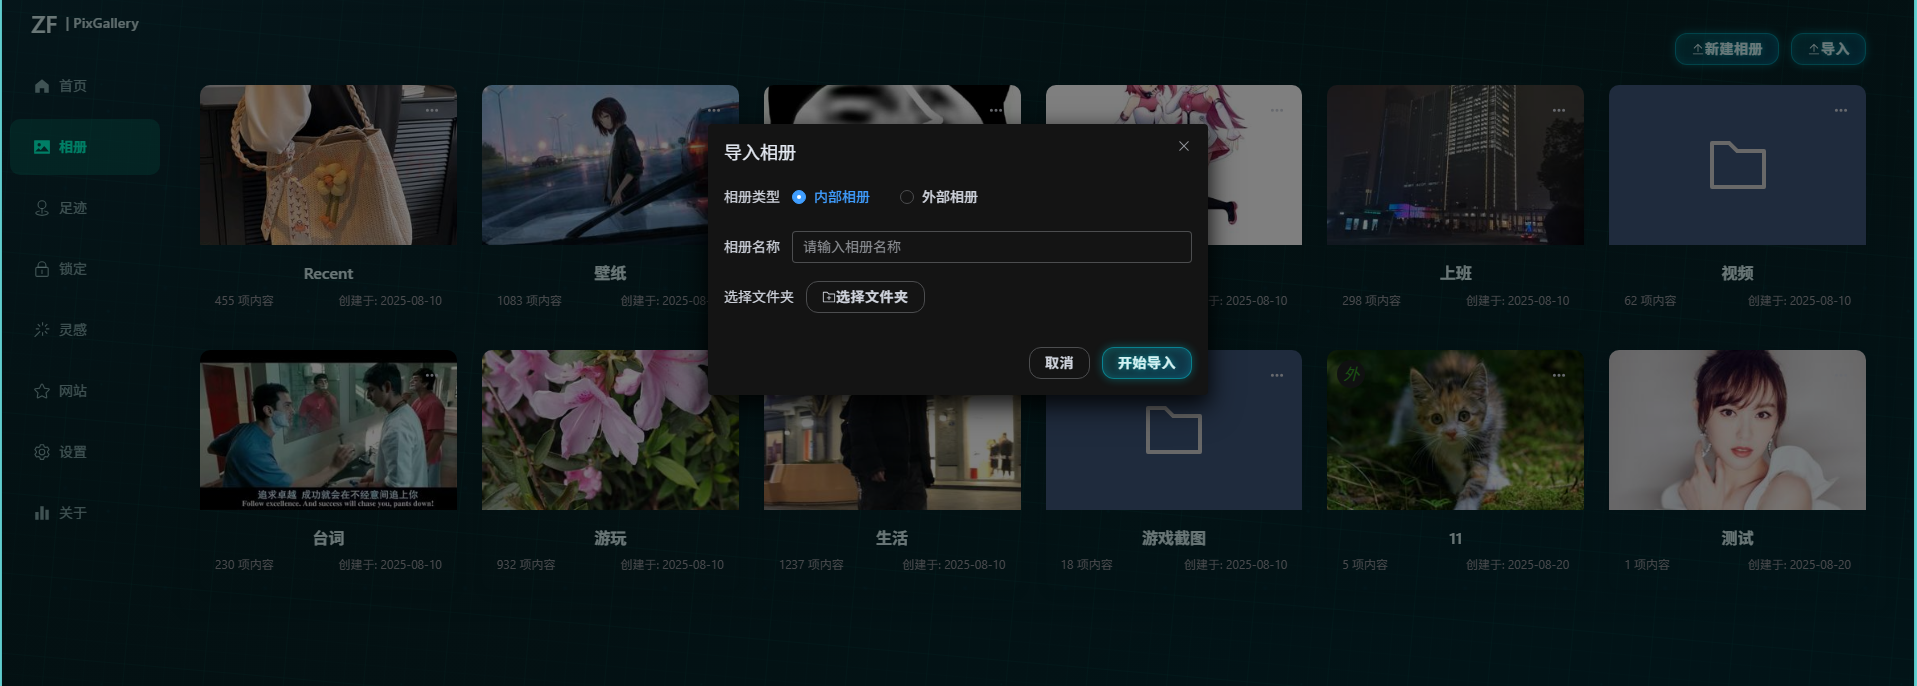 ZF | PixGallery
新建相册
导入
首页
相册
足迹
锁定
灵感
网站
设置
关于
导入相册
相册类型 内部相册 外部相册
相册名称 请输入相册名称
选择文件夹 选择文件夹
取消 开始导入
Recent
455 项内容 创建于: 2025-08-10
壁纸
1083 项内容 创建于: 2025-08-
于: 2025-08-10
上班
298 项内容 创建于: 2025-08-10
视频
62 项内容 创建于: 2025-08-10
追求卓越 成功就会在不经意间追上你
Follow excellence. And success will chase you, pants down!
台词
230 项内容 创建于: 2025-08-10
游玩
932 项内容 创建于: 2025-08-10
生活
1237 项内容 创建于: 2025-08-10
游戏截图
18 项内容 创建于: 2025-08-10
外
11
5 项内容 创建于: 2025-08-20
测试
1 项内容 创建于: 2025-08-20